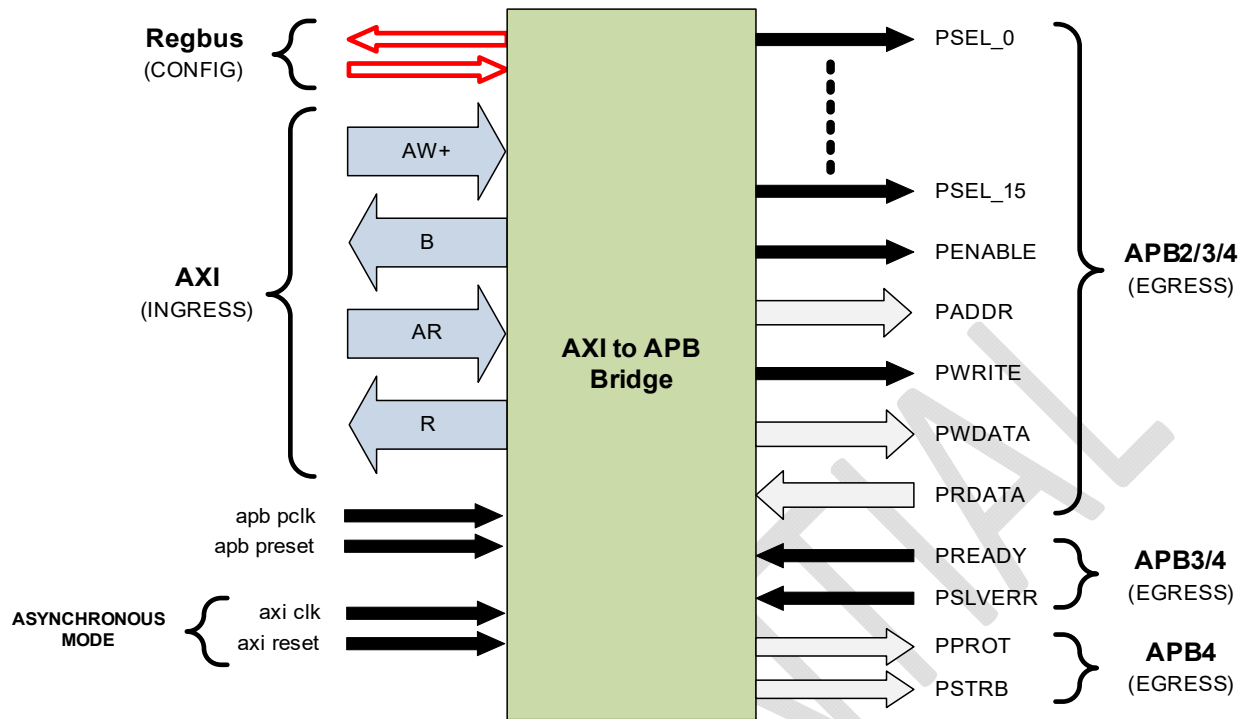 Regbus
(CONFIG)
AXI
(INGRESS)
AW+
B
AR
R
apb pclk
apb preset
ASYNCHRONOUS
MODE
axi clk
axi reset
AXI to APB
Bridge
PSEL_0
PSEL_15
PENABLE
PADDR
PWRITE
PWDATA
PRDATA
APB2/3/4
(EGRESS)
PREADY
PSLVERR
APB3/4
(EGRESS)
PPROT
PSTRB
APB4
(EGRESS)
TIAL